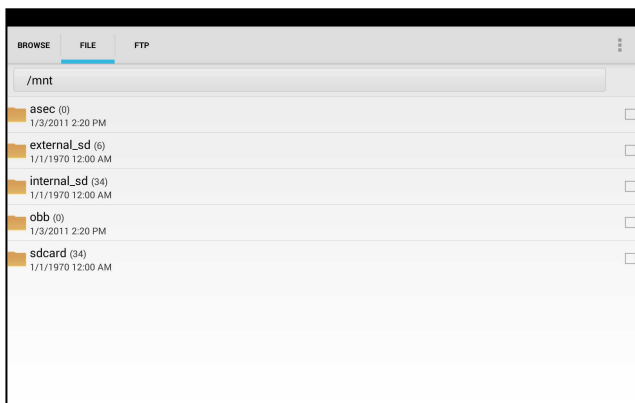 BROWSE FILE FTP
/mnt
asec (0)
1/3/2011 2:20 PM
external_sd (6)
1/1/1970 12:00 AM
internal_sd (34)
1/1/1970 12:00 AM
obb (0)
1/3/2011 2:20 PM
sdcard (34)
1/1/1970 12:00 AM